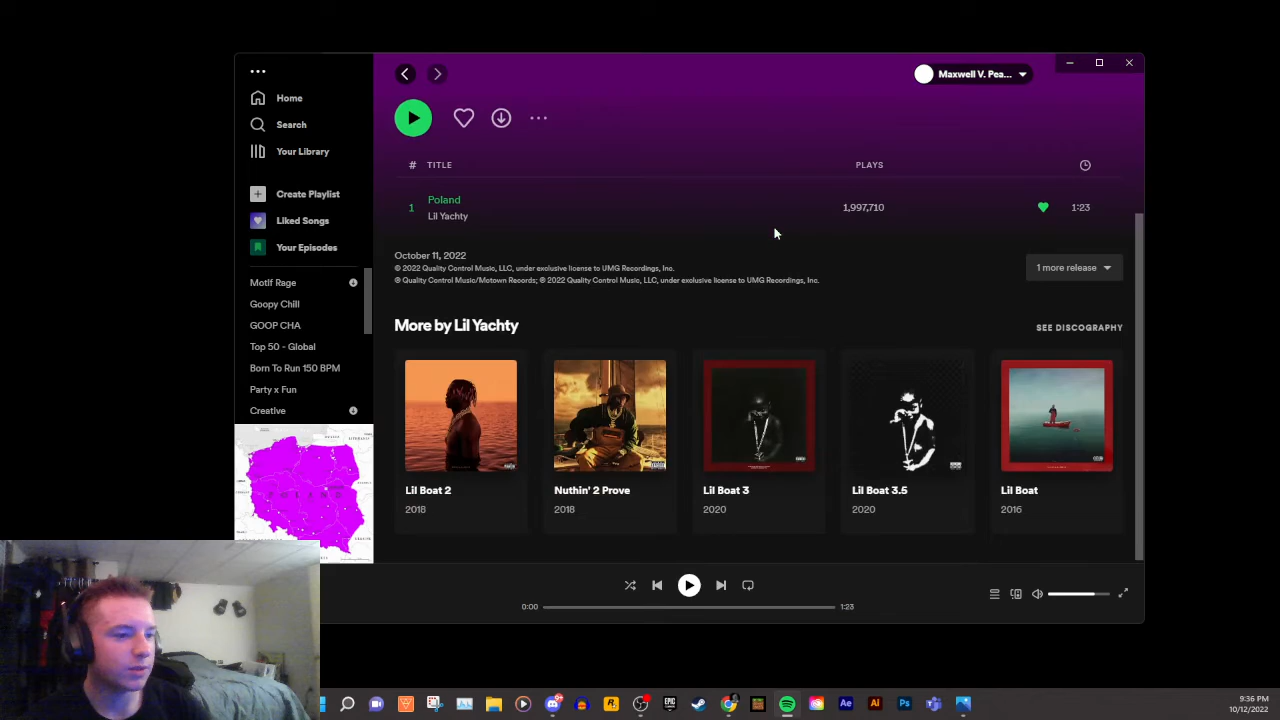 Maxwell V. Pea...
Home
Search
Your Library
Create Playlist
Liked Songs
Your Episodes
Motif Rage
Goopy Chill
GOOP CHA
Top 50 - Global
Born To Run 150 BPM
Party x Fun
Creative
# TITLE PLAYS
1 Poland 1,997,710 1:23
Lil Yachty
October 11, 2022
© 2022 Quality Control Music, LLC, under exclusive license to UMG Recordings, Inc.
℗ Quality Control Music/Motown Records; ℗ 2022 Quality Control Music, LLC, under exclusive license to UMG Recordings, Inc.
1 more release
More by Lil Yachty
SEE DISCOGRAPHY
Lil Boat 2
2018
Nuthin' 2 Prove
2018
Lil Boat 3
2020
Lil Boat 3.5
2020
Lil Boat
2016
0:00
1:23
EPIC
Ae
Ai
Ps
9:36 PM
10/12/2022